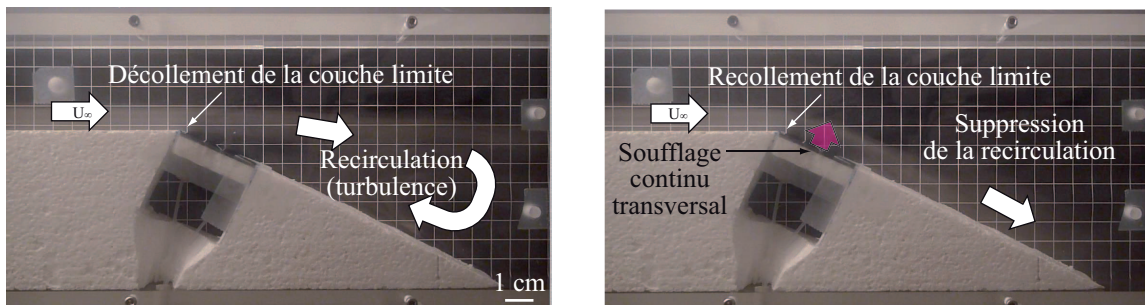 Décollement de la couche limite
U∞
Recirculation
(turbulence)
1 cm
Recollement de la couche limite
U∞
Soufflage
continu
transversal
Suppression
de la recirculation